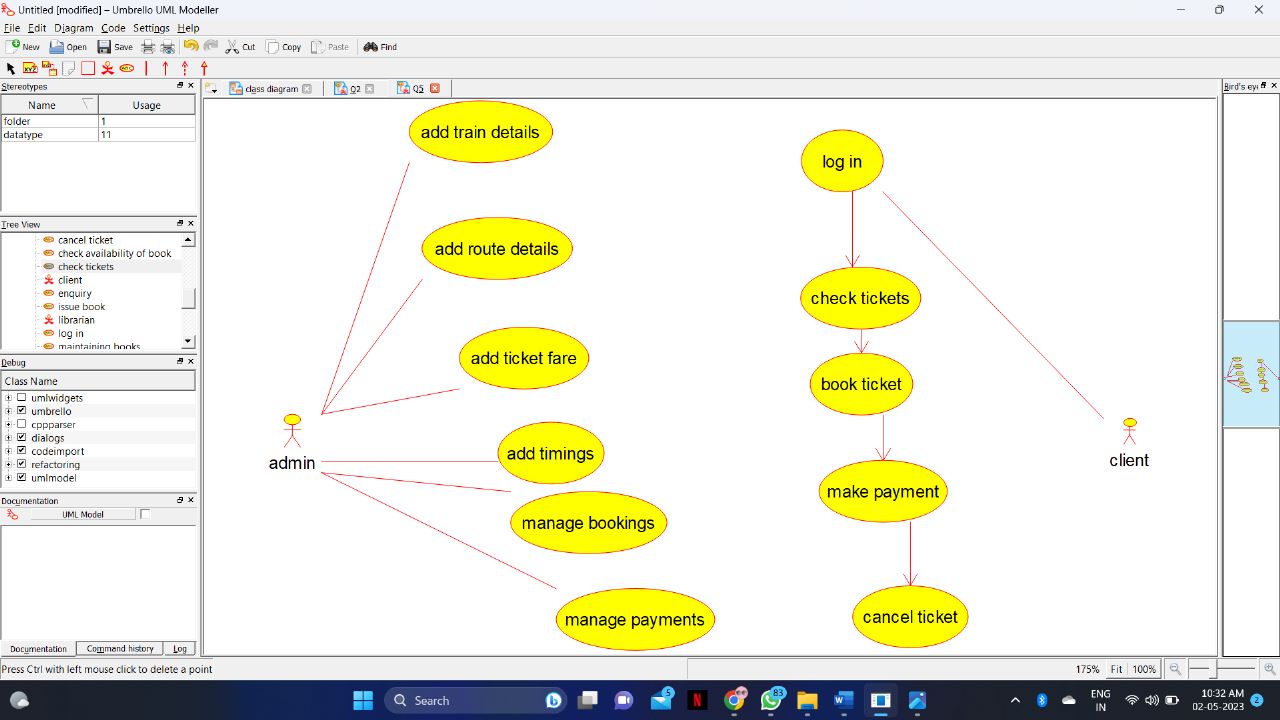 Untitled [modified] – Umbrello UML Modeller
File Edit Diagram Code Settings Help
New Open Save Cut Copy Paste Find
Stereotypes
Name Usage
folder 1
datatype 11
Tree View
cancel ticket
check availability of book
check tickets
client
enquiry
issue book
librarian
log in
maintaining books
Debug
Class Name
umlwidgets
umbrello
cppparser
dialogs
codeimport
refactoring
umlmodel
Documentation
UML Model
Documentation Command history Log
class diagram Q2 Q5
add train details
log in
add route details
check tickets
add ticket fare
book ticket
admin
add timings
client
make payment
manage bookings
manage payments
cancel ticket
Bird's eye
Press Ctrl with left mouse click to delete a point
175% Fit 100%
Search
5
83
ENG
IN
10:32 AM
02-05-2023
2